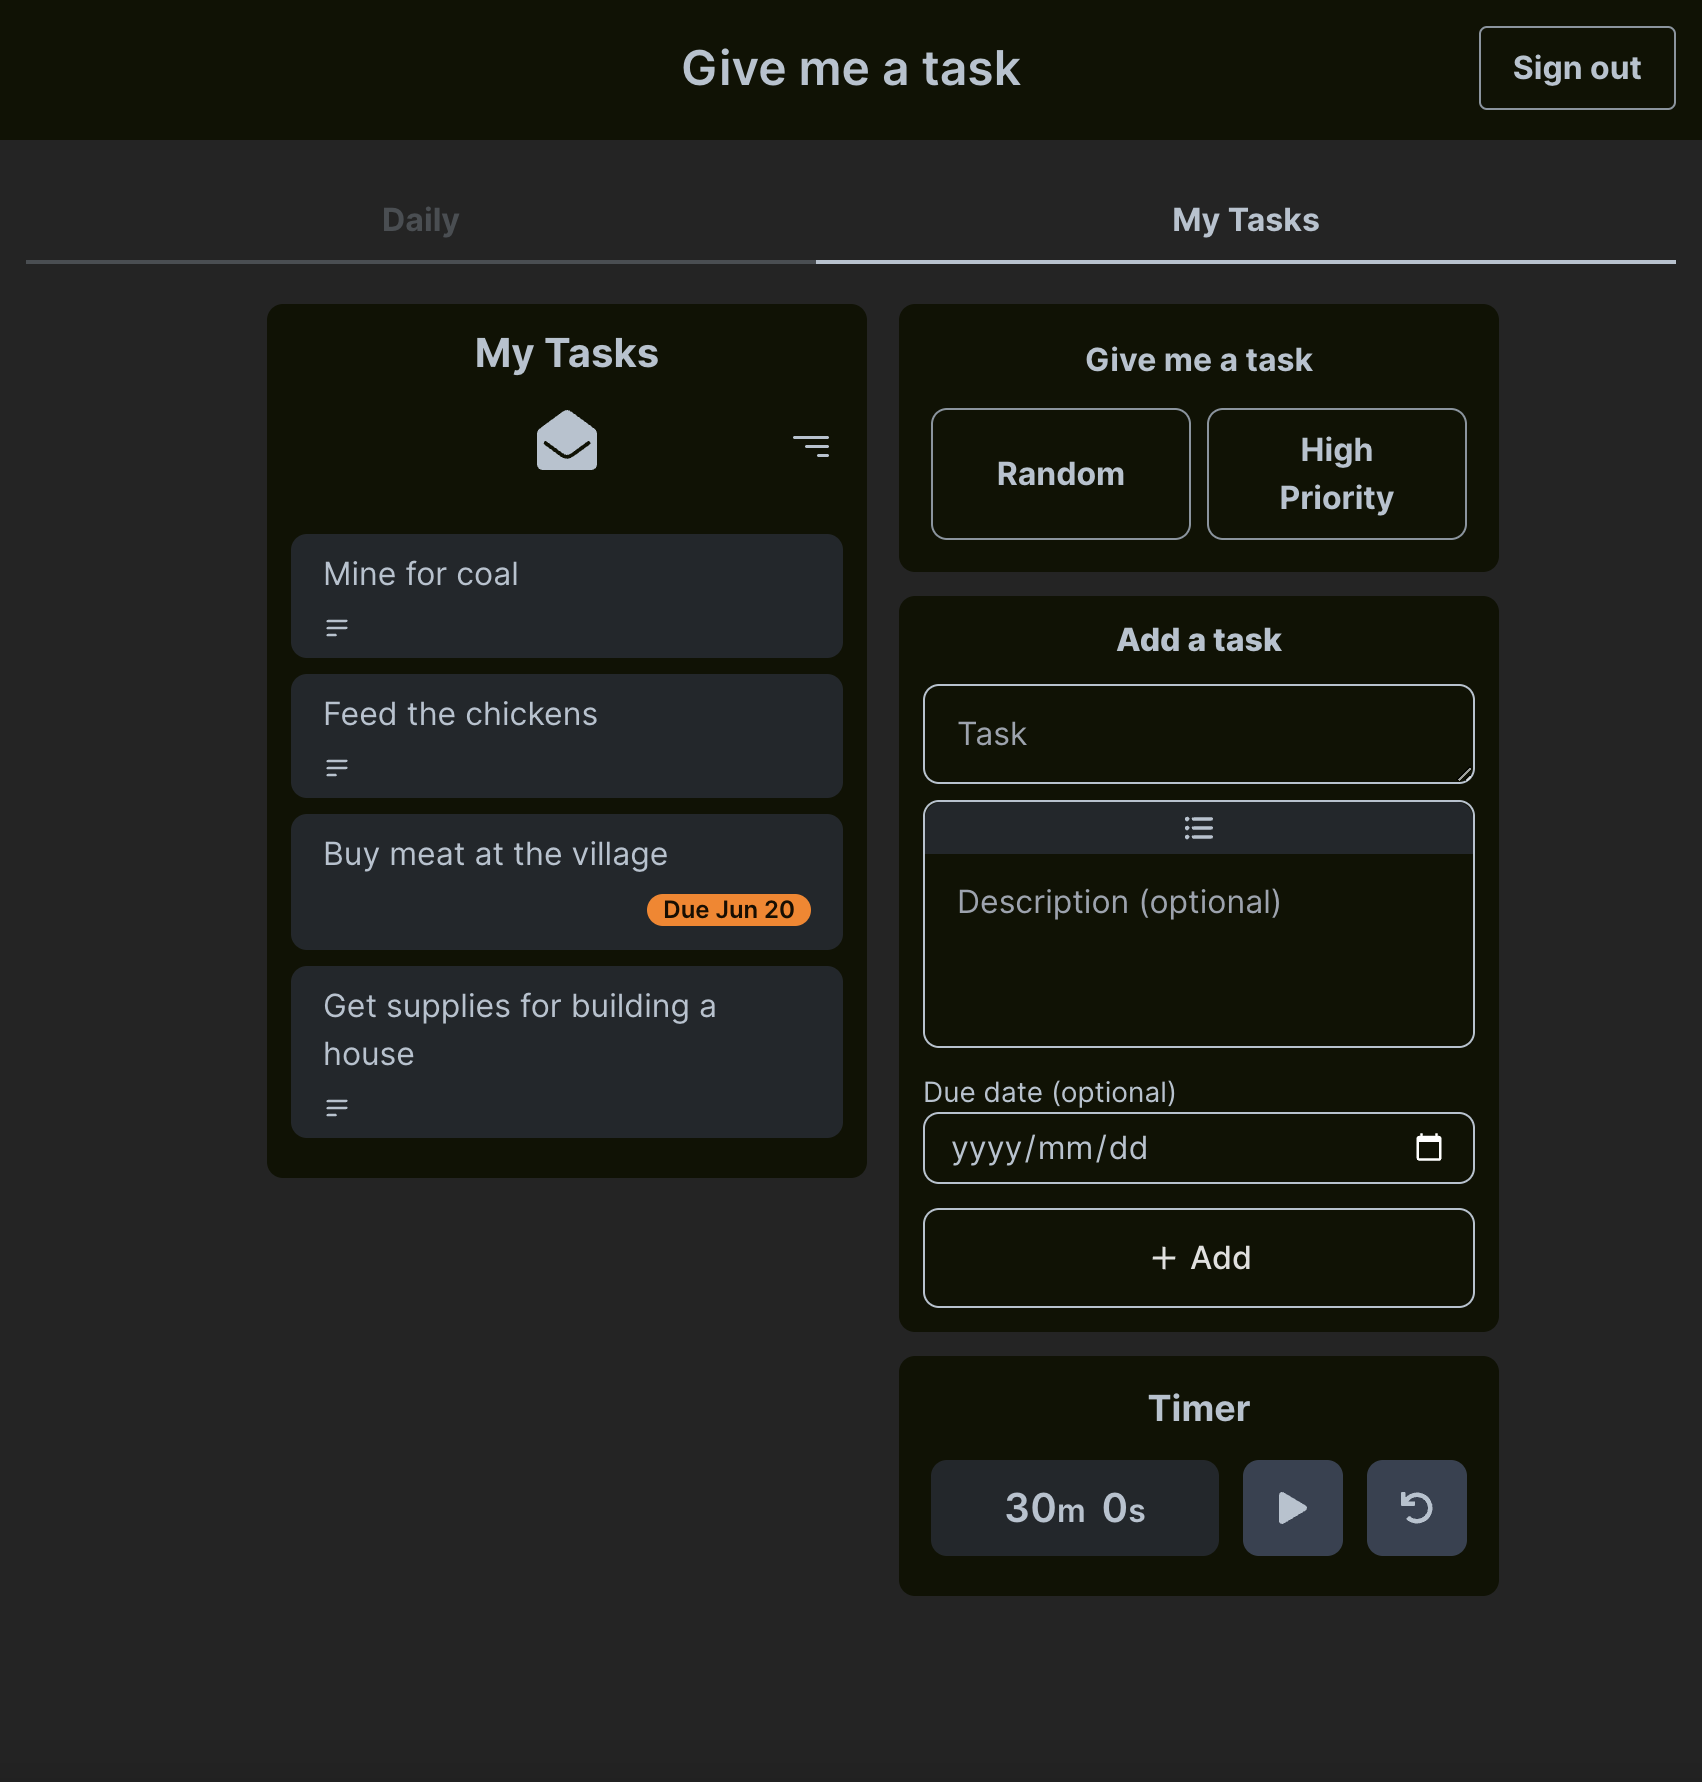 Give me a task
Sign out
Daily
My Tasks
My Tasks
Mine for coal
Feed the chickens
Buy meat at the village
Due Jun 20
Get supplies for building a
house
Give me a task
Random
High
Priority
Add a task
Task
Description (optional)
Due date (optional)
yyyy/mm/dd
+ Add
Timer
30m 0s